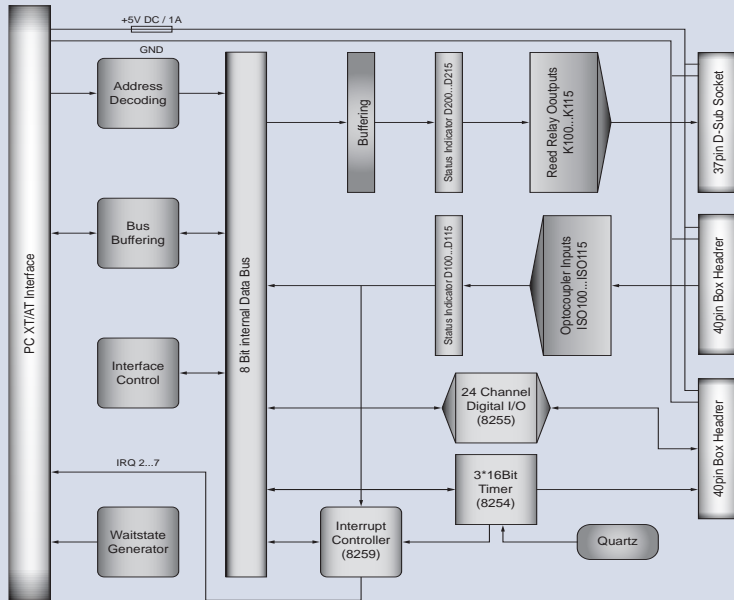 +5V DC / 1A
GND
PC XT/AT Interface
Address
Decoding
Bus
Buffering
Interface
Control
IRQ 2...7
Waitstate
Generator
8 Bit internal Data Bus
Buffering
Status Indicator D200...D215
Reed Relay Ooutputs
K100...K115
37pin D-Sub Socket
Status Indicator D100...D115
Optocoupler Inputs
ISO100...ISO115
40pin Box Headrer
24 Channel
Digital I/O
(8255)
40pin Box Headrer
3*16Bit
Timer
(8254)
Interrupt
Controller
(8259)
Quartz